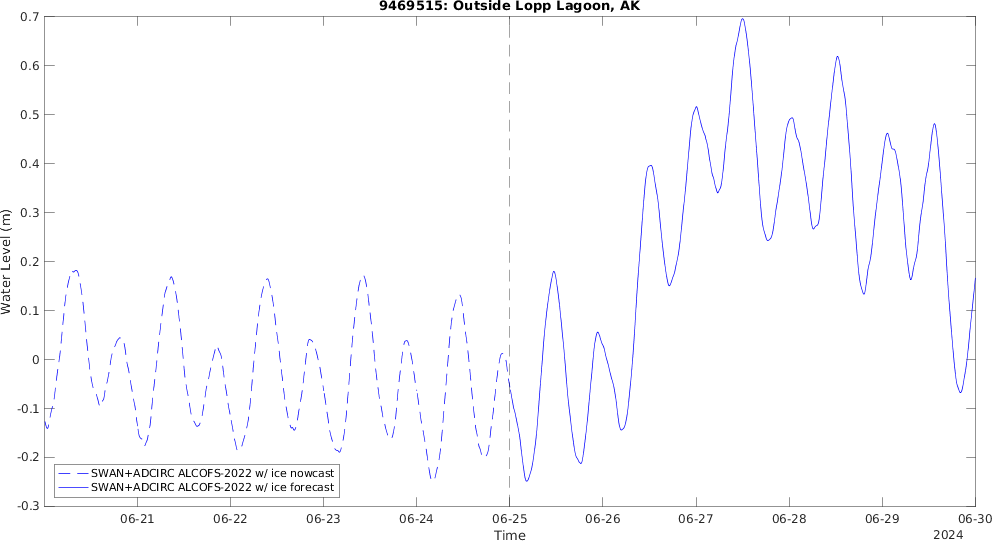 9469515: Outside Lopp Lagoon, AK
0.7
0.6
0.5
0.4
0.3
0.2
0.1
0
-0.1
-0.2
-0.3
Water Level (m)
SWAN+ADCIRC ALCOFS-2022 w/ ice nowcast
SWAN+ADCIRC ALCOFS-2022 w/ ice forecast
06-21 06-22 06-23 06-24 06-25 06-26 06-27 06-28 06-29 06-30
Time
2024